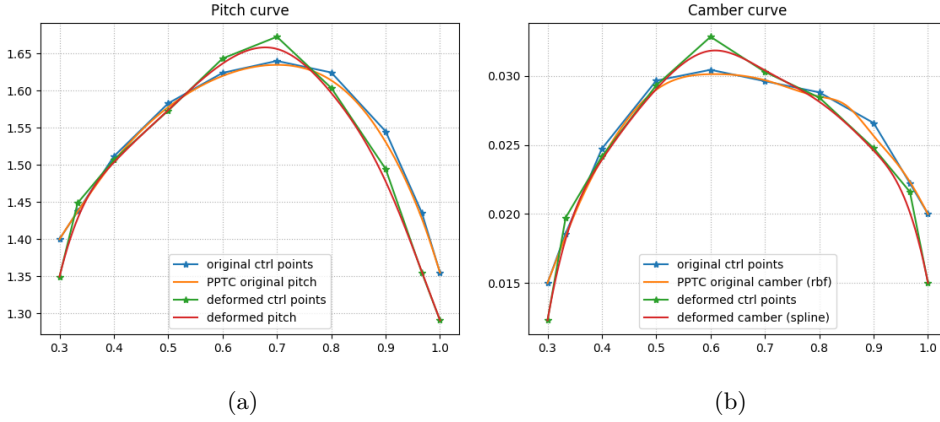 Pitch curve
1.65
1.60
1.55
1.50
1.45
1.40
1.35
1.30
original ctrl points
PPTC original pitch
deformed ctrl points
deformed pitch
0.3 0.4 0.5 0.6 0.7 0.8 0.9 1.0
(a)
Camber curve
0.030
0.025
0.020
0.015
original ctrl points
PPTC original camber (rbf)
deformed ctrl points
deformed camber (spline)
0.3 0.4 0.5 0.6 0.7 0.8 0.9 1.0
(b)